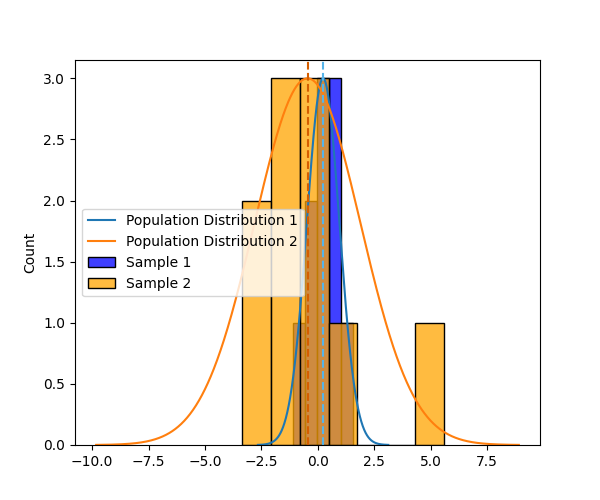 3.0
2.5
2.0
1.5
1.0
0.5
0.0
Count
Population Distribution 1
Population Distribution 2
Sample 1
Sample 2
−10.0 −7.5 −5.0 −2.5 0.0 2.5 5.0 7.5